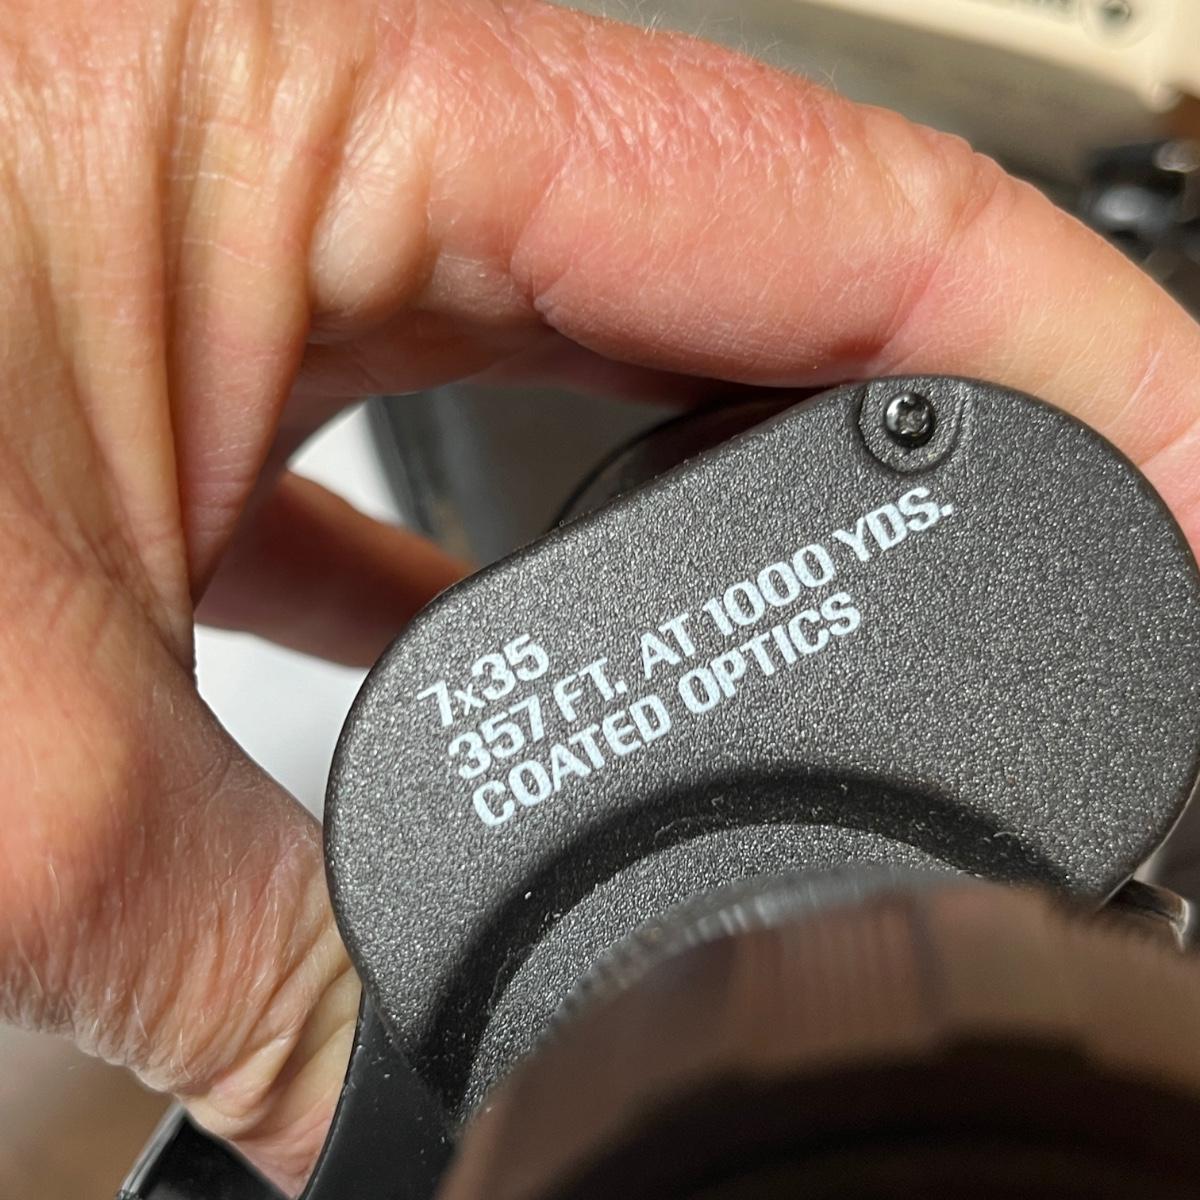 7x35
357 FT. AT 1000 YDS.
COATED OPTICS